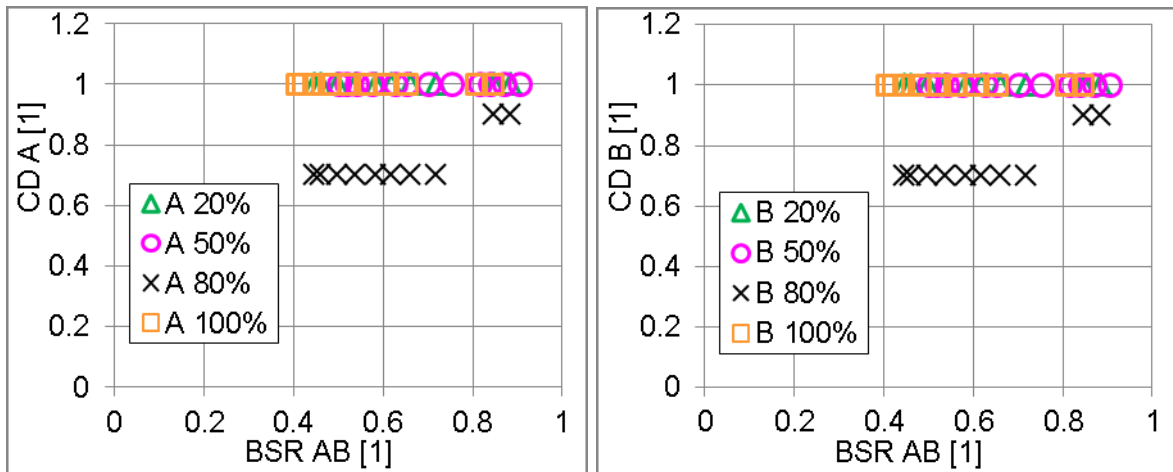 1.2
1
0.8
0.6
0.4
0.2
0
CD A [1]
A 20%
A 50%
A 80%
A 100%
0 0.2 0.4 0.6 0.8 1
BSR AB [1]
1.2
1
0.8
0.6
0.4
0.2
0
CD B [1]
B 20%
B 50%
B 80%
B 100%
0 0.2 0.4 0.6 0.8 1
BSR AB [1]